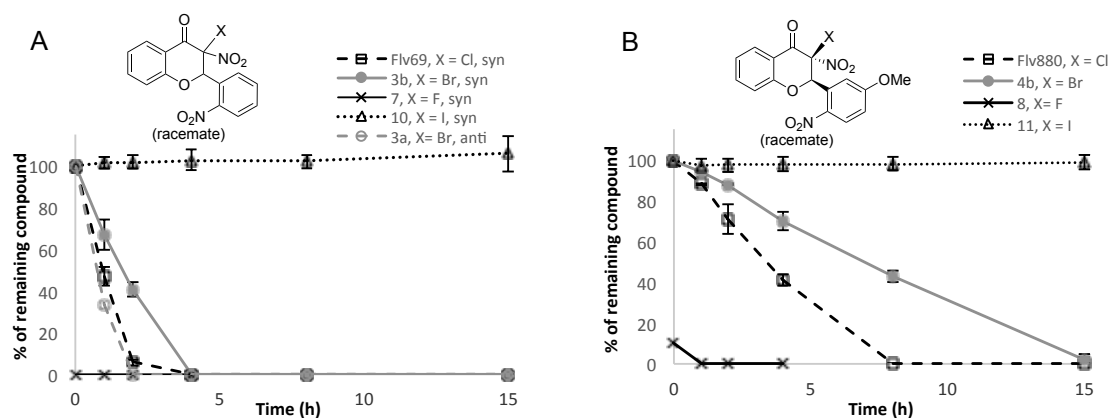 A
O
X
NO₂
O
O₂N
(racemate)
Flv69, X = Cl, syn
3b, X = Br, syn
7, X = F, syn
10, X = I, syn
3a, X= Br, anti
% of remaining compound
100
80
60
40
20
0
0
5
10
15
Time (h)
B
O
X
NO₂
O
OMe
O₂N
(racemate)
Flv880, X = Cl
4b, X = Br
8, X= F
11, X = I
% of remaining compound
100
80
60
40
20
0
0
5
10
15
Time (h)